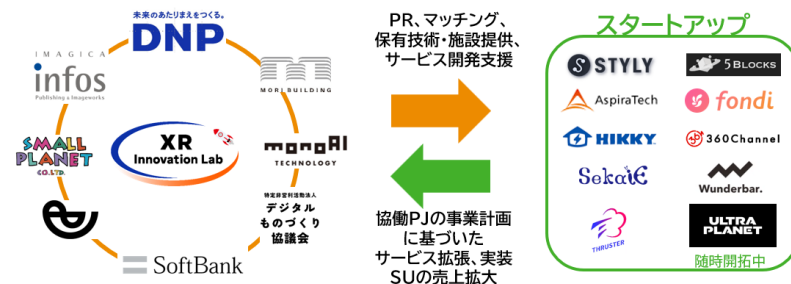 未来のあたりまえをつくる。
DNP
IMAGICA
infos
Publishing & Imageworks
MORI BUILDING
SMALL
PLANET
CO.LTD.
XR
Innovation Lab
monoAI
TECHNOLOGY
特定非営利活動法人
デジタル
ものづくり
協議会
SoftBank
PR、マッチング、
保有技術・施設提供、
サービス開発支援
協働PJの事業計画
に基づいた
サービス拡張、実装
SUの売上拡大
スタートアップ
STYLY
5BLOCKS
AspiraTech
fondi
HIKKY
360Channel
SekaiE
Wunderbar.
THRUSTER
ULTRA
PLANET
随時開拓中